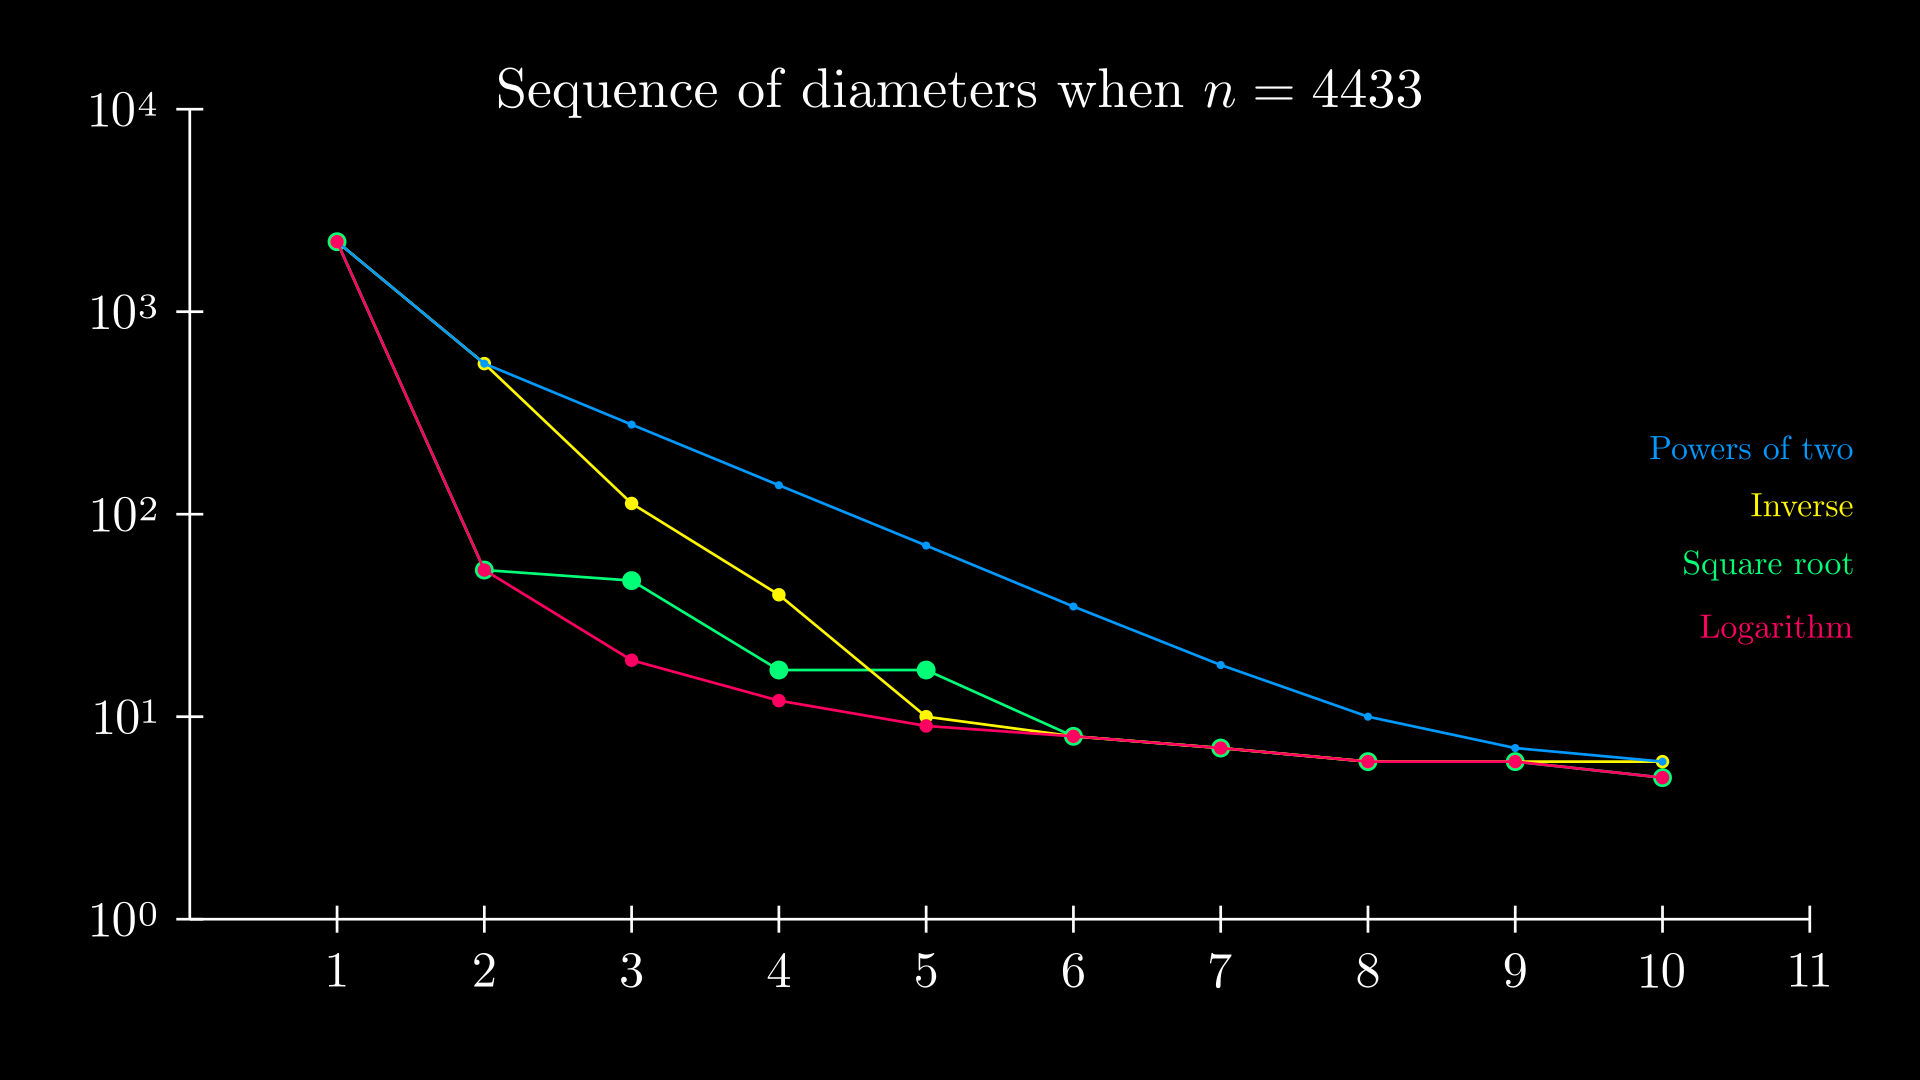 Sequence of diameters when n = 4433
10⁴
10³
10²
10¹
10⁰
Powers of two
Inverse
Square root
Logarithm
1 2 3 4 5 6 7 8 9 10 11